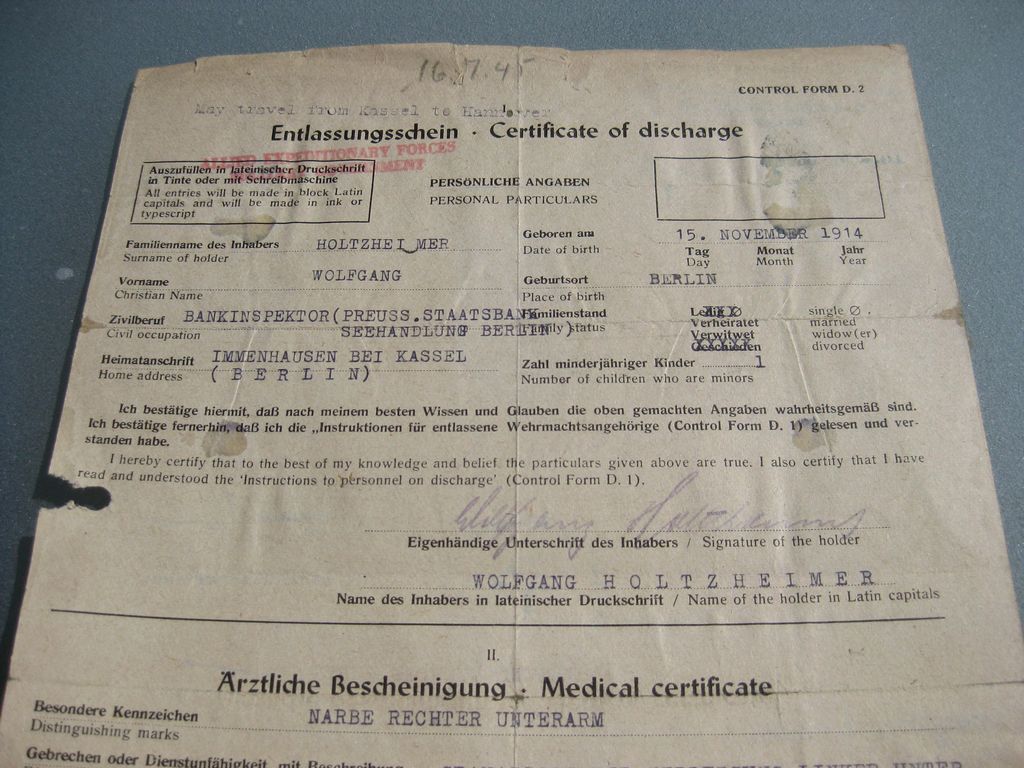 16.7.45
CONTROL FORM D. 2
May travel from Kassel to Hannover
I.
Entlassungsschein · Certificate of discharge
ALLIED EXPEDITIONARY FORCES
Auszufüllen in lateinischer Druckschrift
in Tinte oder mit Schreibmaschine
All entries will be made in block Latin
capitals and will be made in ink or
typescript
PERSÖNLICHE ANGABEN
PERSONAL PARTICULARS
Familienname des Inhabers HOLTZHEIMER
Surname of holder
Geboren am 15. NOVEMBER 1914
Date of birth Tag Monat Jahr
Day Month Year
Vorname WOLFGANG
Christian Name
Geburtsort BERLIN
Place of birth
Zivilberuf BANKINSPEKTOR(PREUSS.STAATSBANK
Civil occupation SEEHANDLUNG BERLIN )
Familienstand Ledig single
Family status Verheiratet married
Verwitwet widow(er)
Geschieden divorced
Heimatanschrift IMMENHAUSEN BEI KASSEL
Home address ( B E R L I N)
Zahl minderjähriger Kinder 1
Number of children who are minors
Ich bestätige hiermit, daß nach meinem besten Wissen und Glauben die oben gemachten Angaben wahrheitsgemäß sind.
Ich bestätige fernerhin, daß ich die „Instruktionen für entlassene Wehrmachtsangehörige (Control Form D. 1) gelesen und ver-
standen habe.
I hereby certify that to the best of my knowledge and belief the particulars given above are true. I also certify that I have
read and understood the 'Instructions to personnel on discharge' (Control Form D. 1).
Wolfgang Holtzheimer
Eigenhändige Unterschrift des Inhabers / Signature of the holder
WOLFGANG H O L T Z H E I M E R
Name des Inhabers in lateinischer Druckschrift / Name of the holder in Latin capitals
II.
Ärztliche Bescheinigung · Medical certificate
Besondere Kennzeichen NARBE RECHTER UNTERARM
Distinguishing marks
Gebrechen oder Dienstunfähigkeit mit Beschreibung LINKER UNTER